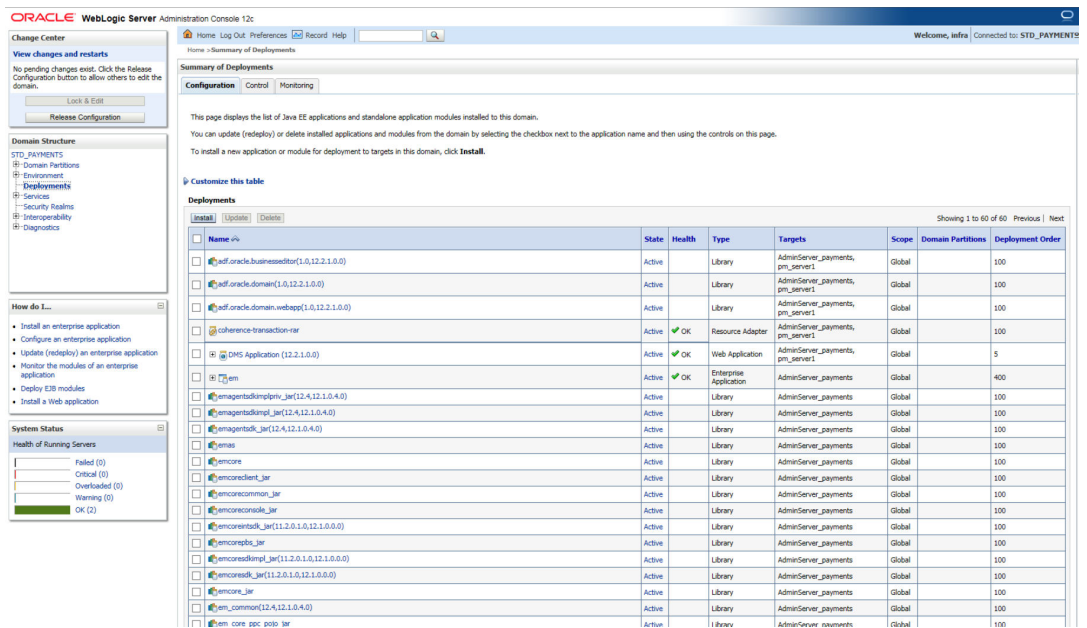 ORACLE WebLogic Server Administration Console 12c
Change Center
View changes and restarts
No pending changes exist. Click the Release
Configuration button to allow others to edit the
domain.
Lock & Edit
Release Configuration
Domain Structure
STD_PAYMENTS
Domain Partitions
Environment
Deployments
Services
Security Realms
Interoperability
Diagnostics
How do I...
Install an enterprise application
Configure an enterprise application
Update (redeploy) an enterprise application
Monitor the modules of an enterprise
application
Deploy EJB modules
Install a Web application
System Status
Health of Running Servers
Failed (0)
Critical (0)
Overloaded (0)
Warning (0)
OK (2)
Home Log Out Preferences Record Help
Welcome, infra Connected to: STD_PAYMENTS
Home >Summary of Deployments
Summary of Deployments
Configuration Control Monitoring
This page displays the list of Java EE applications and standalone application modules installed to this domain.
You can update (redeploy) or delete installed applications and modules from the domain by selecting the checkbox next to the application name and then using the controls on this page.
To install a new application or module for deployment to targets in this domain, click Install.
Customize this table
Deployments
Install Update Delete Showing 1 to 60 of 60 Previous | Next
Name State Health Type Targets Scope Domain Partitions Deployment Order
adf.oracle.businesseditor(1.0,12.2.1.0.0) Active Library AdminServer_payments, pm_server1 Global 100
adf.oracle.domain(1.0,12.2.1.0.0) Active Library AdminServer_payments, pm_server1 Global 100
adf.oracle.domain.webapp(1.0,12.2.1.0.0) Active Library AdminServer_payments, pm_server1 Global 100
coherence-transaction-rar Active OK Resource Adapter AdminServer_payments, pm_server1 Global 100
DMS Application (12.2.1.0.0) Active OK Web Application AdminServer_payments, pm_server1 Global 5
em Active OK Enterprise Application AdminServer_payments Global 400
emagentsdkimplpriv_jar(12.4,12.1.0.4.0) Active Library AdminServer_payments Global 100
emagentsdkimpl_jar(12.4,12.1.0.4.0) Active Library AdminServer_payments Global 100
emagentsdk_jar(12.4,12.1.0.4.0) Active Library AdminServer_payments Global 100
emas Active Library AdminServer_payments Global 100
emcore Active Library AdminServer_payments Global 100
emcoreclient_jar Active Library AdminServer_payments Global 100
emcorecommon_jar Active Library AdminServer_payments Global 100
emcoreconsole_jar Active Library AdminServer_payments Global 100
emcoreintsdk_jar(11.2.0.1.0,12.1.0.0.0) Active Library AdminServer_payments Global 100
emcorepbs_jar Active Library AdminServer_payments Global 100
emcoresdkimpl_jar(11.2.0.1.0,12.1.0.0.0) Active Library AdminServer_payments Global 100
emcoresdk_jar(11.2.0.1.0,12.1.0.0.0) Active Library AdminServer_payments Global 100
emcore_jar Active Library AdminServer_payments Global 100
em_common(12.4,12.1.0.4.0) Active Library AdminServer_payments Global 100
em_core_ppc_pojo_jar Active Library AdminServer_payments Global 100